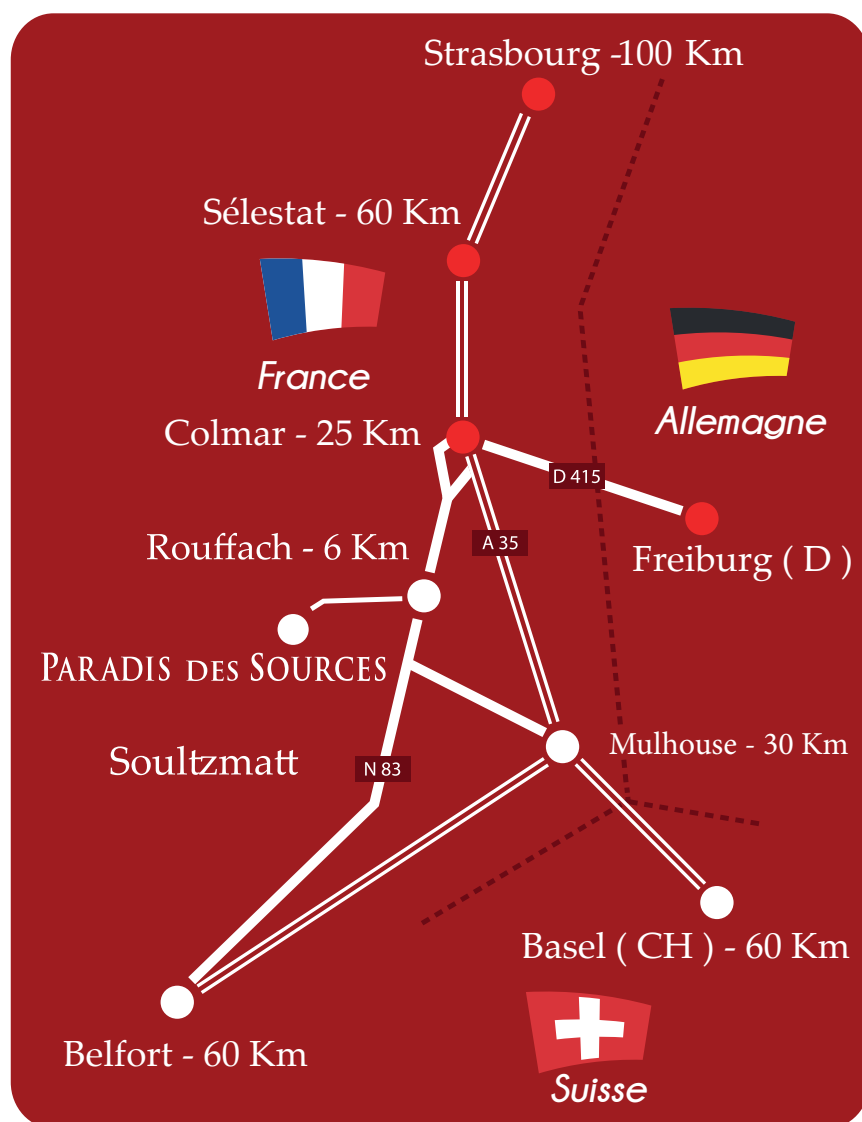 Strasbourg -100 Km
Sélestat - 60 Km
France
Allemagne
Colmar - 25 Km
D 415
Rouffach - 6 Km
A 35
Freiburg ( D )
PARADIS DES SOURCES
Mulhouse - 30 Km
Soultzmatt
N 83
Basel ( CH ) - 60 Km
Belfort - 60 Km
Suisse